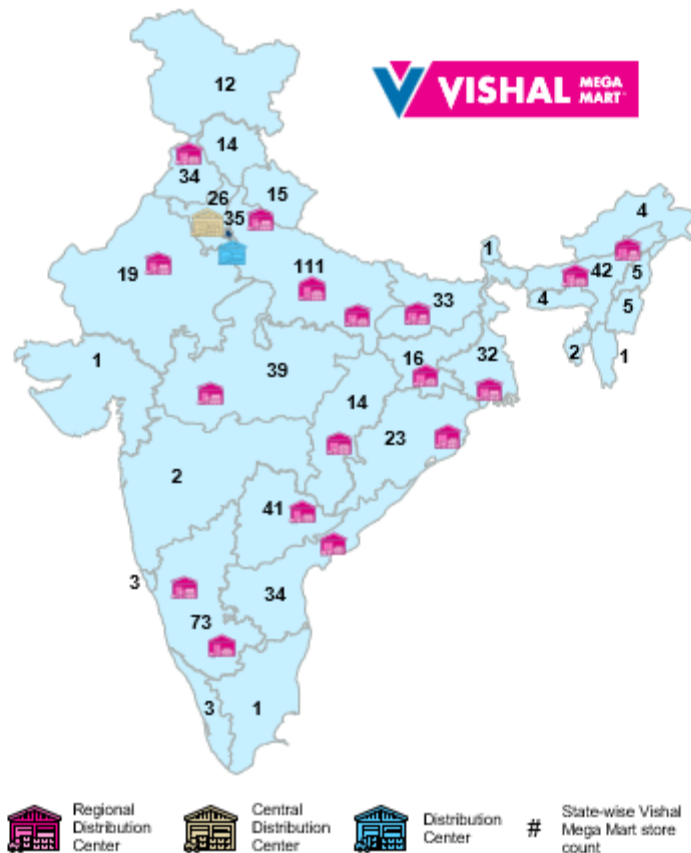 12
VISHAL MEGA MART
14
34
26
15
35
4
1
19
111
42
5
33
4
5
1
39
16
32
2
1
14
23
2
41
3
34
73
3
1
Regional
Distribution
Center
Central
Distribution
Center
Distribution
Center
#
State-wise Vishal
Mega Mart store
count